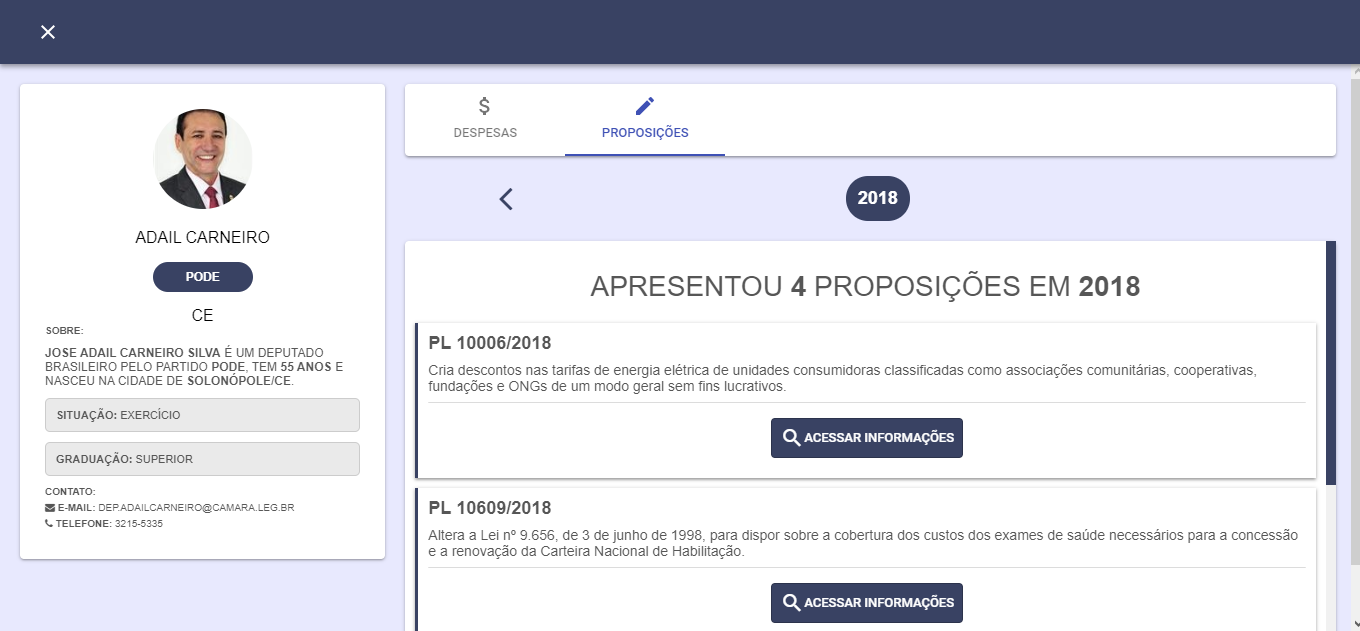 ADAIL CARNEIRO
PODE
CE
SOBRE:
JOSE ADAIL CARNEIRO SILVA É UM DEPUTADO
BRASILEIRO PELO PARTIDO PODE, TEM 55 ANOS E
NASCEU NA CIDADE DE SOLONÓPOLE/CE.
SITUAÇÃO: EXERCÍCIO
GRADUAÇÃO: SUPERIOR
CONTATO:
E-MAIL: DEP.ADAILCARNEIRO@CAMARA.LEG.BR
TELEFONE: 3215-5335
DESPESAS
PROPOSIÇÕES
2018
APRESENTOU 4 PROPOSIÇÕES EM 2018
PL 10006/2018
Cria descontos nas tarifas de energia elétrica de unidades consumidoras classificadas como associações comunitárias, cooperativas,
fundações e ONGs de um modo geral sem fins lucrativos.
ACESSAR INFORMAÇÕES
PL 10609/2018
Altera a Lei nº 9.656, de 3 de junho de 1998, para dispor sobre a cobertura dos custos dos exames de saúde necessários para a concessão
e a renovação da Carteira Nacional de Habilitação.
ACESSAR INFORMAÇÕES